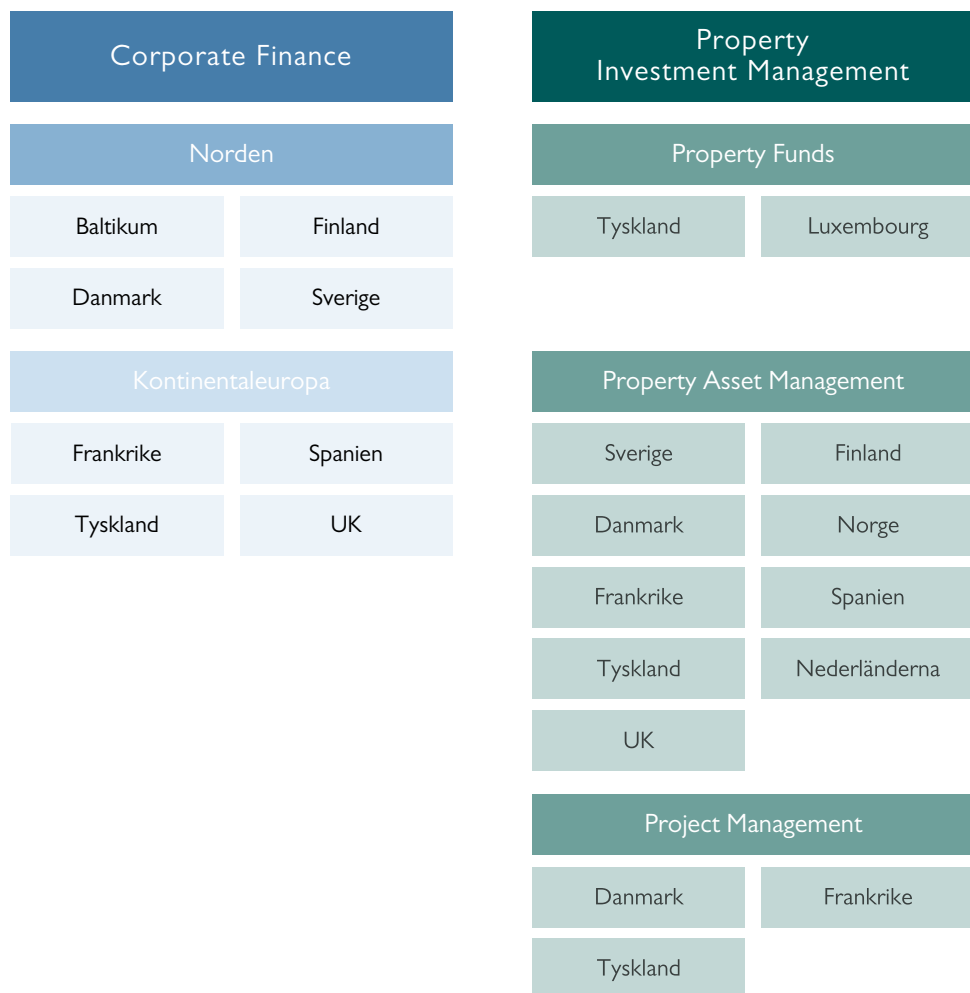 Corporate Finance
Norden
Baltikum
Finland
Danmark
Sverige
Kontinentaleuropa
Frankrike
Spanien
Tyskland
UK
Property
Investment Management
Property Funds
Tyskland
Luxembourg
Property Asset Management
Sverige
Finland
Danmark
Norge
Frankrike
Spanien
Tyskland
Nederländerna
UK
Project Management
Danmark
Frankrike
Tyskland